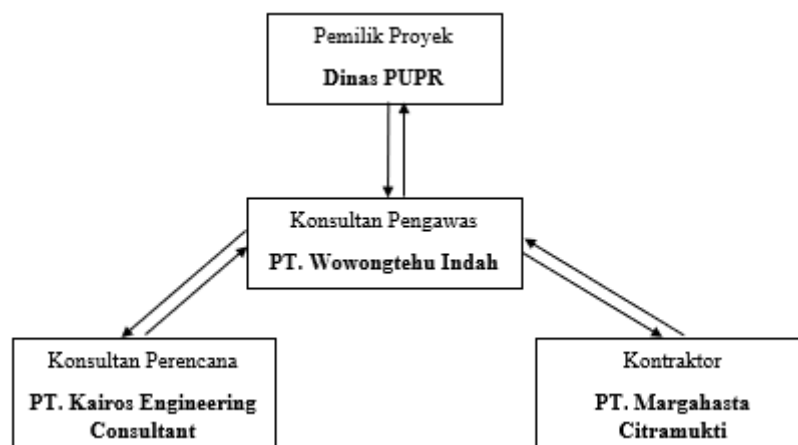 Pemilik Proyek
Dinas PUPR
Konsultan Pengawas
PT. Wowongtehu Indah
Konsultan Perencana
PT. Kairos Engineering
Consultant
Kontraktor
PT. Margahasta
Citramukti